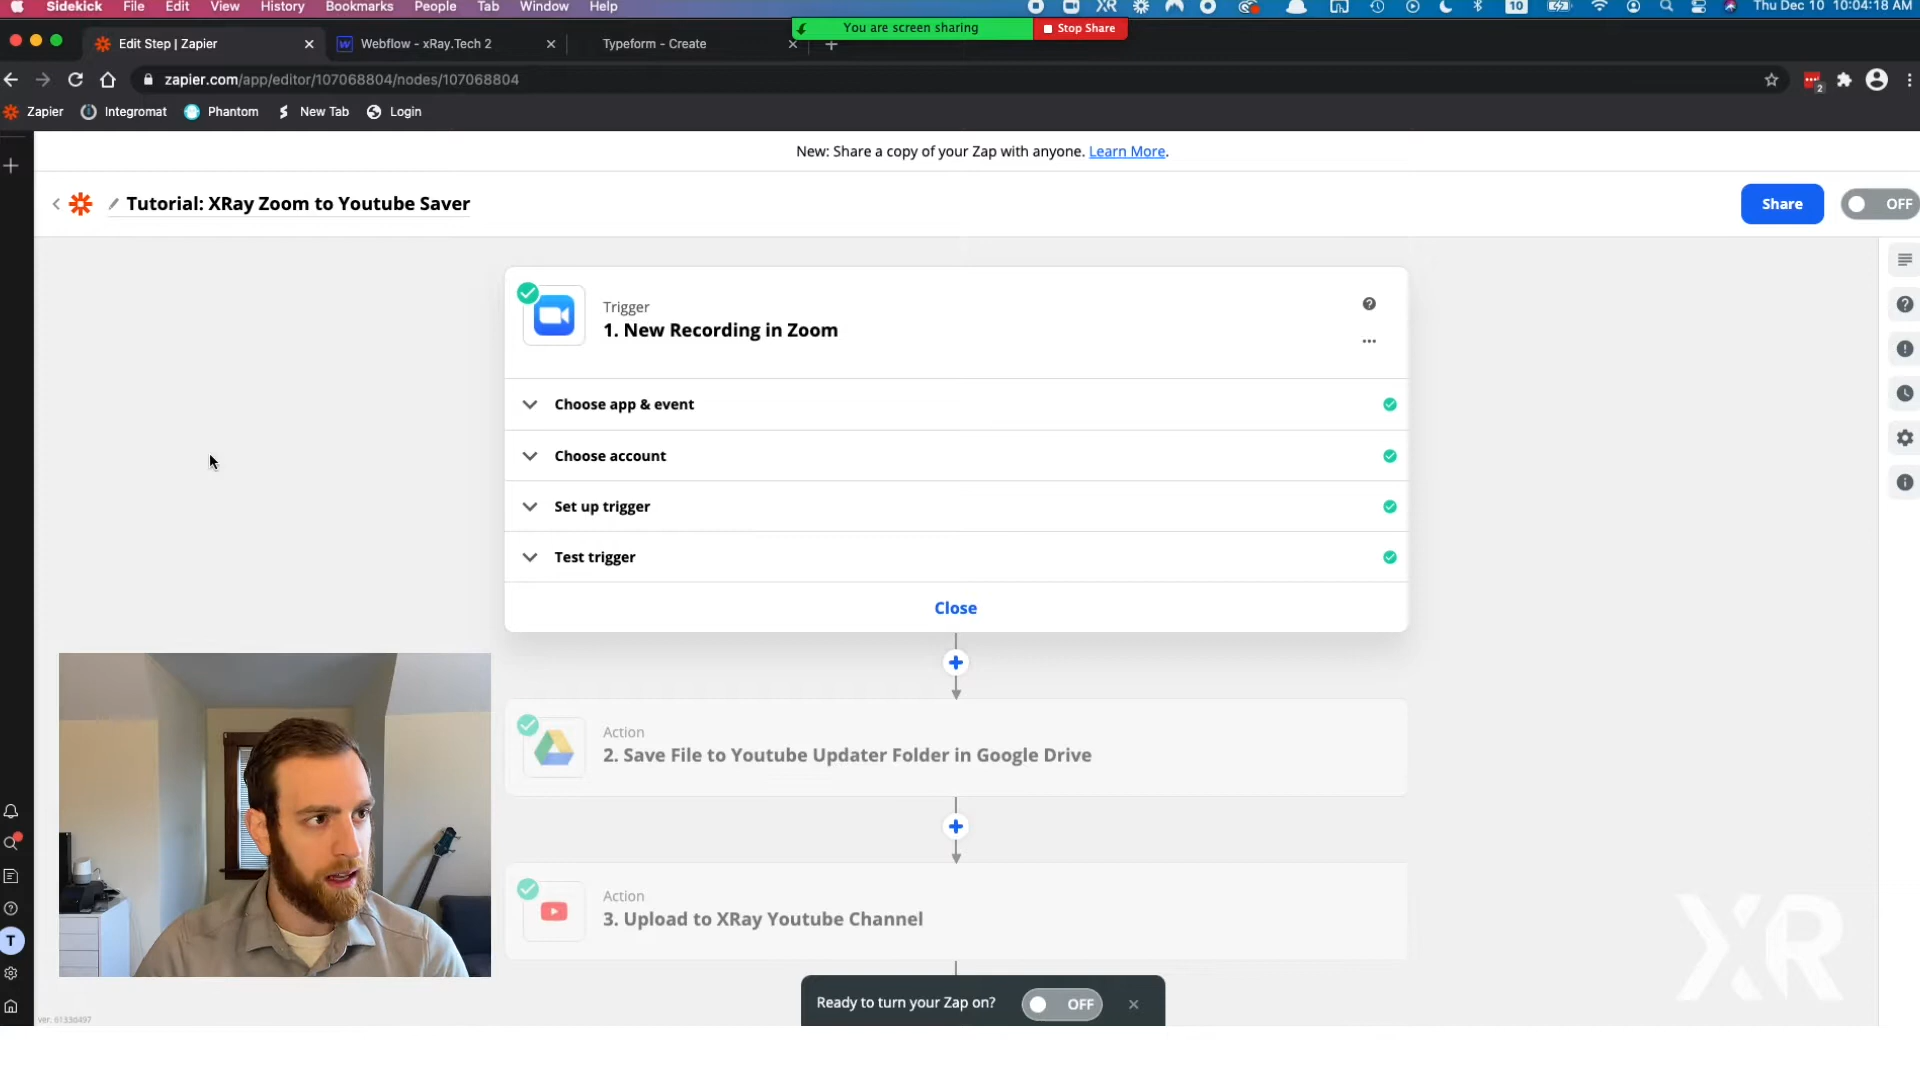 Sidekick File Edit View History Bookmarks People Tab Window Help
XR
10
Thu Dec 10 10:04:18 AM
You are screen sharing
Stop Share
Edit Step | Zapier
Webflow - xRay.Tech 2
Typeform - Create
zapier.com/app/editor/107068804/nodes/107068804
2
Zapier
Integromat
Phantom
New Tab
Login
New: Share a copy of your Zap with anyone. Learn More.
Tutorial: XRay Zoom to Youtube Saver
Share
OFF
Trigger
1. New Recording in Zoom
Choose app & event
Choose account
Set up trigger
Test trigger
Close
Action
2. Save File to Youtube Updater Folder in Google Drive
Action
3. Upload to XRay Youtube Channel
T
XR
Ready to turn your Zap on?
OFF